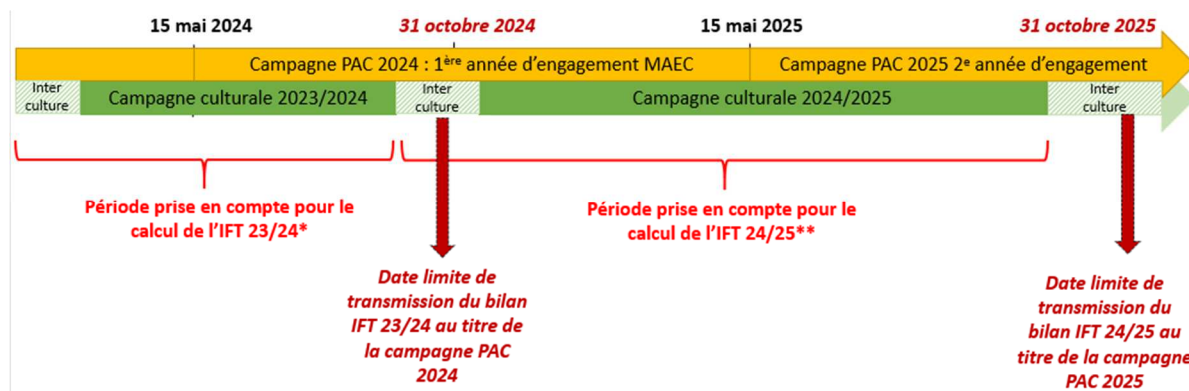 15 mai 2024
31 octobre 2024
15 mai 2025
31 octobre 2025
Campagne PAC 2024 : 1ère année d'engagement MAEC
Campagne PAC 2025 2e année d'engagement
Inter
culture
Campagne culturale 2023/2024
Inter
culture
Campagne culturale 2024/2025
Inter
culture
Période prise en compte pour le
calcul de l'IFT 23/24*
Période prise en compte pour le
calcul de l'IFT 24/25**
Date limite de
transmission du bilan
IFT 23/24 au titre de
la campagne PAC
2024
Date limite de
transmission du
bilan IFT 24/25 au
titre de la campagne
PAC 2025